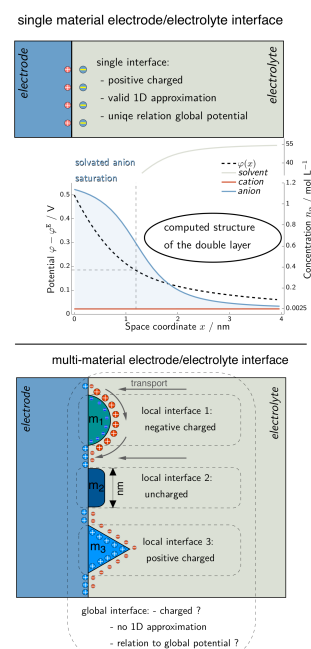 single material electrode/electrolyte interface
electrode
single interface:
- positive charged
- valid 1D approximation
- uniqe relation global potential
electrolyte
solvated anion
saturation
55
40
1.2
1
0.8
0.6
0.4
0.2
0.0025
Concentration nα / mol L⁻¹
φ(x)
solvent
cation
anion
computed structure
of the double layer
0.5
0.4
0.3
0.2
0.1
0
Potential φ − φᴱ / V
0 1 2 3 4
Space coordinate x / nm
multi-material electrode/electrolyte interface
electrode
electrolyte
transport
m₁
local interface 1:
negative charged
m₂
nm
local interface 2:
uncharged
m₃
local interface 3:
positive charged
global interface: - charged ?
- no 1D approximation
- relation to global potential ?